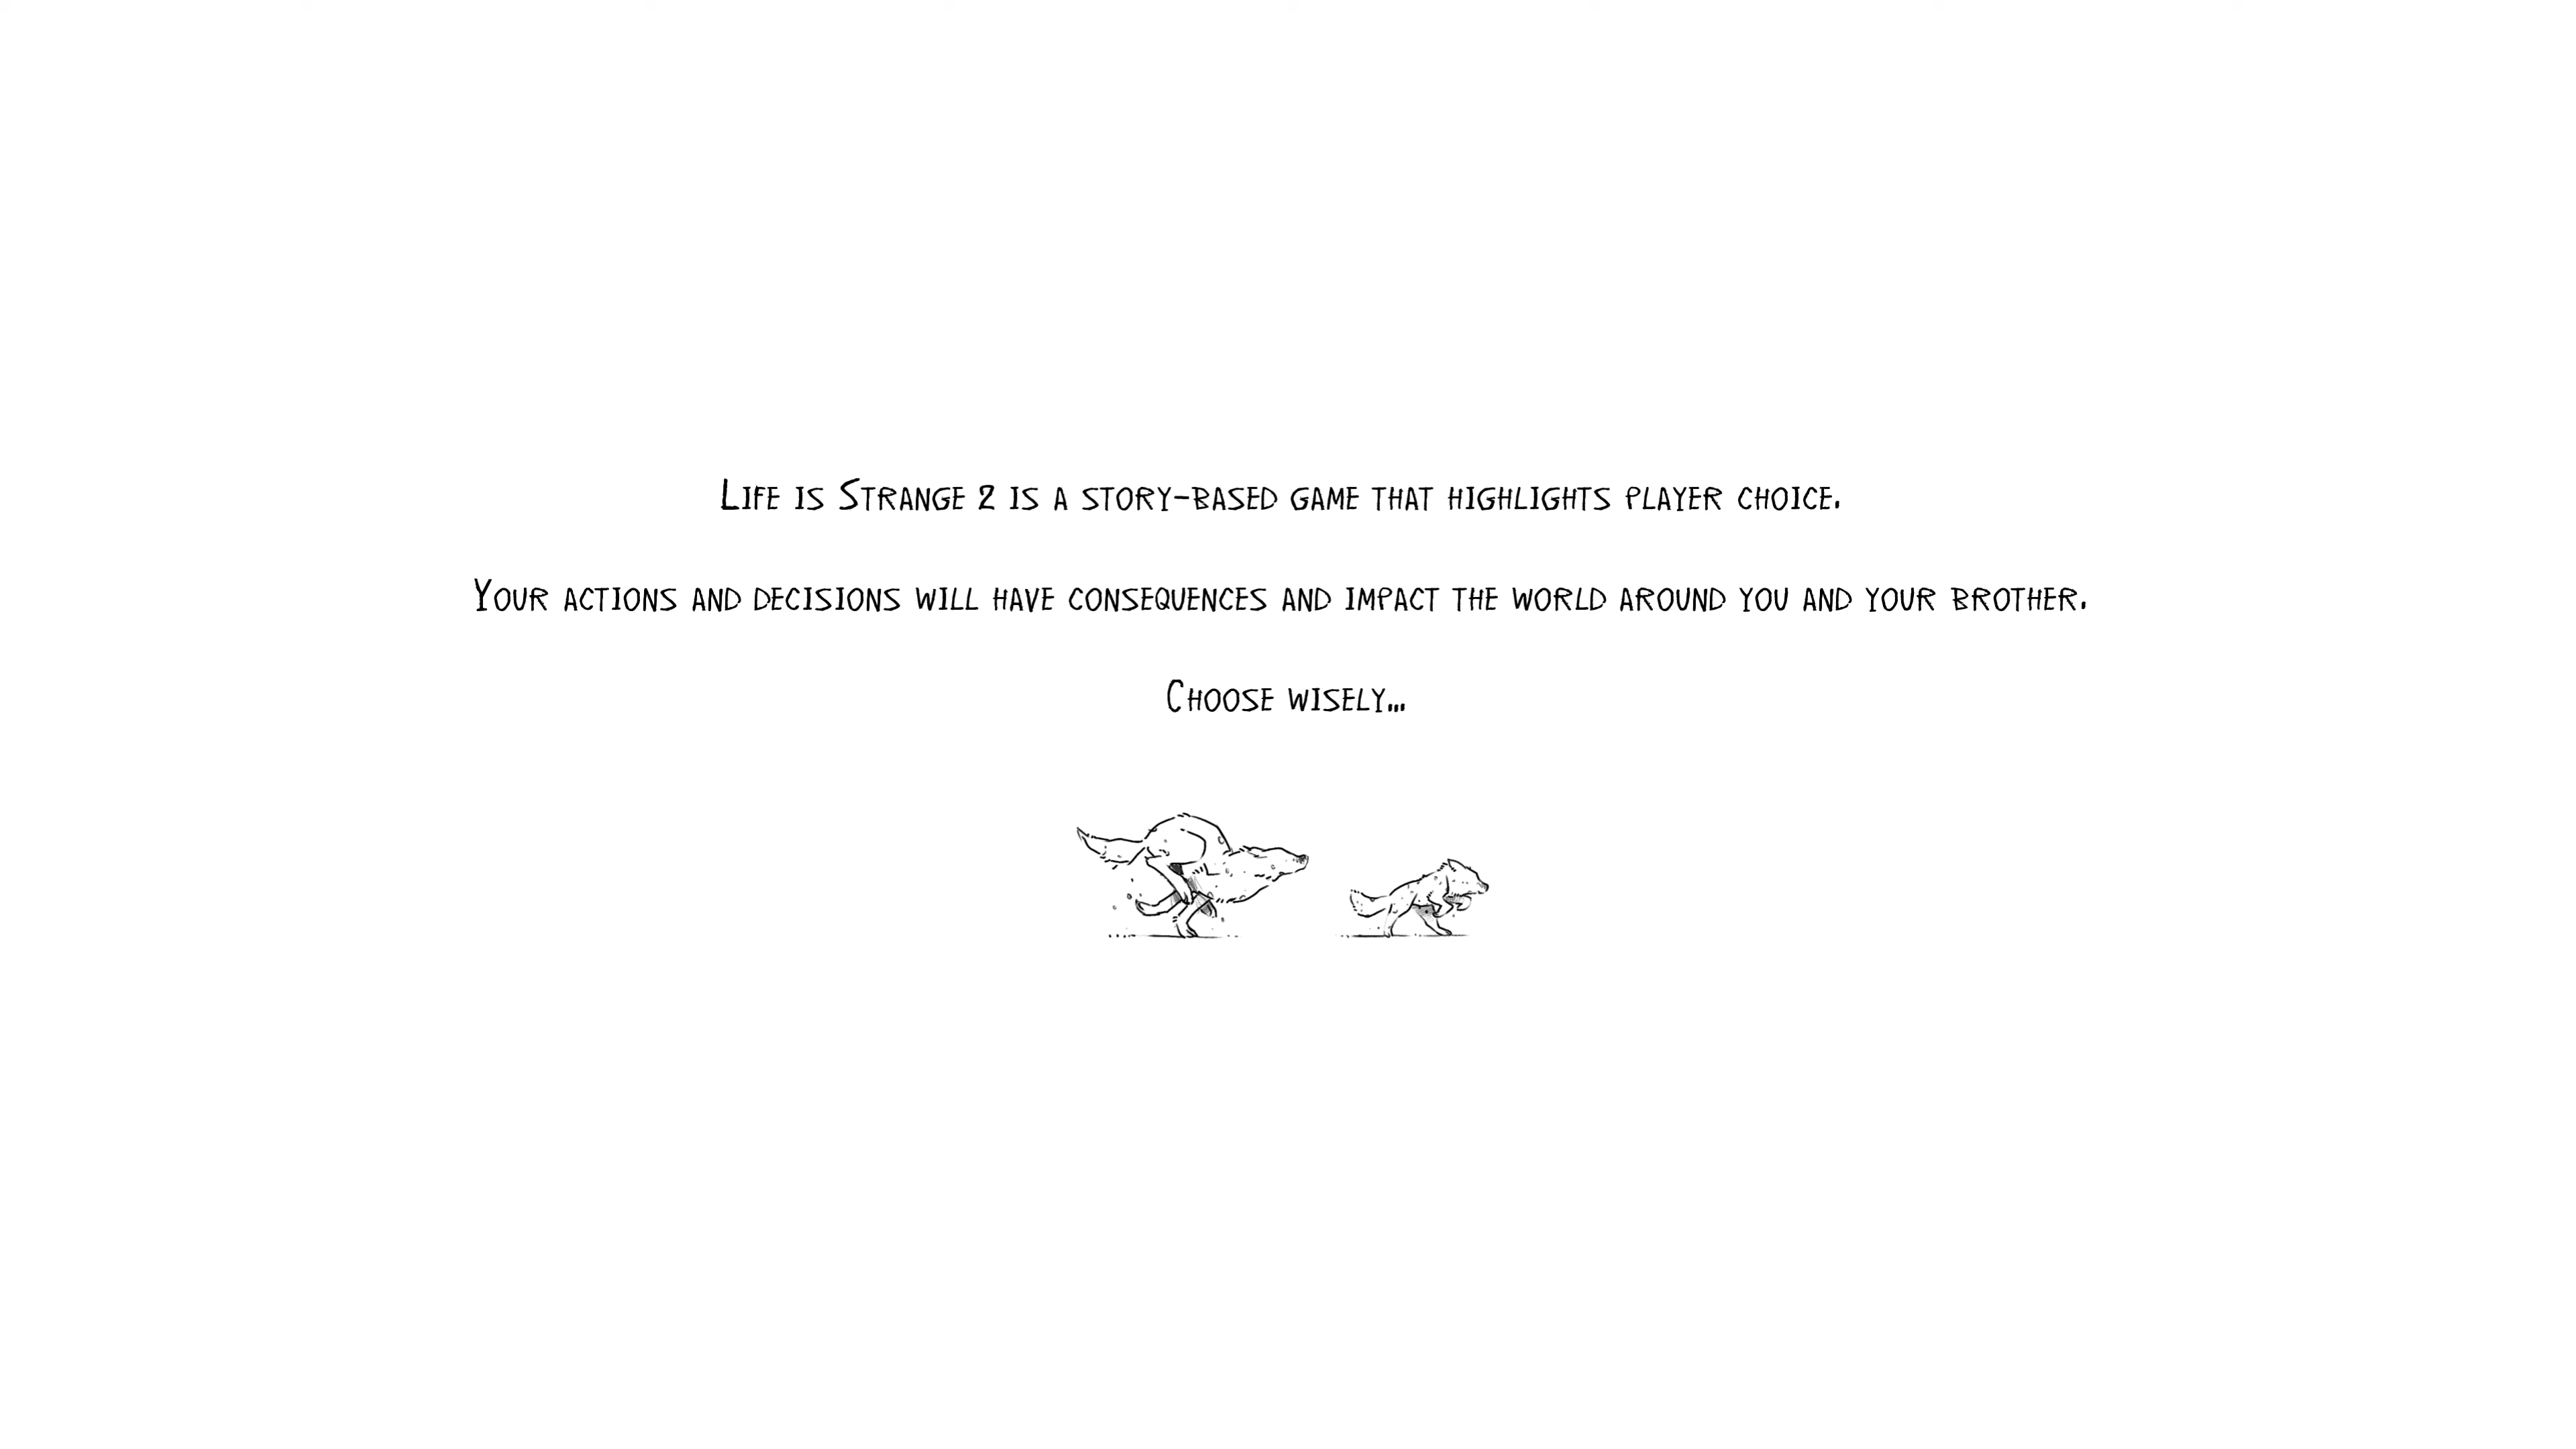 Life is Strange 2 is a story-based game that highlights player choice.
Your actions and decisions will have consequences and impact the world around you and your brother.
Choose wisely...